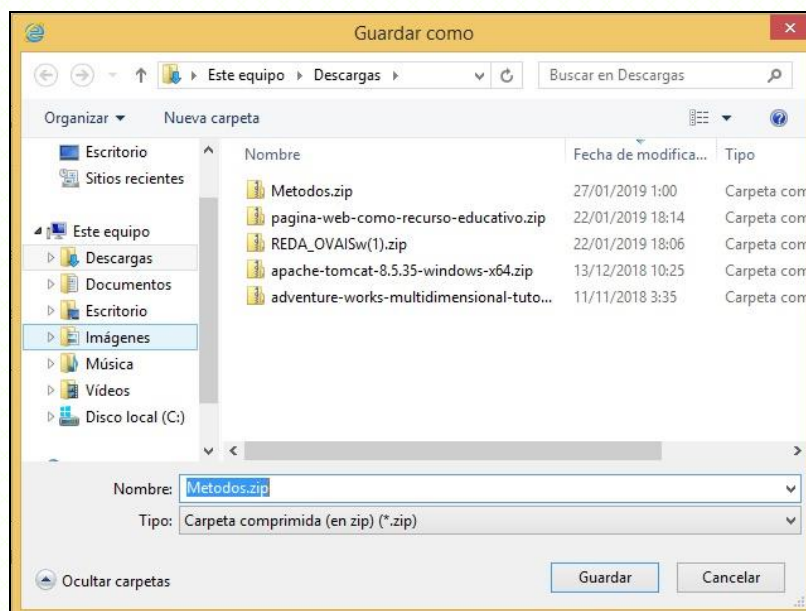 Guardar como
Este equipo Descargas
Buscar en Descargas
Organizar Nueva carpeta
Escritorio
Sitios recientes
Este equipo
Descargas
Documentos
Escritorio
Imágenes
Música
Vídeos
Disco local (C:)
Nombre Fecha de modifica... Tipo
Metodos.zip 27/01/2019 1:00 Carpeta com
pagina-web-como-recurso-educativo.zip 22/01/2019 18:14 Carpeta com
REDA_OVAISw(1).zip 22/01/2019 18:06 Carpeta com
apache-tomcat-8.5.35-windows-x64.zip 13/12/2018 10:25 Carpeta com
adventure-works-multidimensional-tuto... 11/11/2018 3:35 Carpeta com
Nombre: Metodos.zip
Tipo: Carpeta comprimida (en zip) (*.zip)
Ocultar carpetas
Guardar
Cancelar